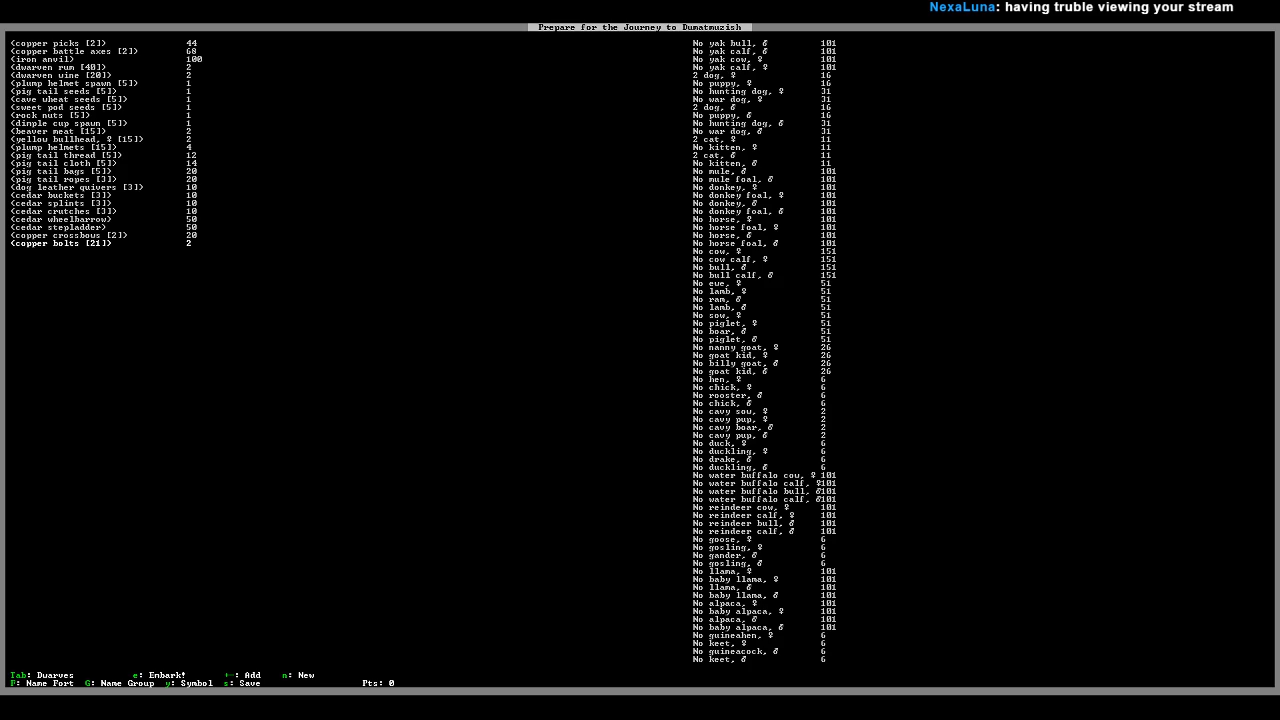 NexaLuna: having truble viewing your stream
Prepare for the Journey to Dumatmuzish
(copper picks [2]) 44
(copper battle axes [2]) 68
(iron anvil) 100
(dwarven rum [40]) 2
(dwarven wine [20]) 2
(plump helmet spawn [5]) 1
(pig tail seeds [5]) 1
(cave wheat seeds [5]) 1
(sweet pod seeds [5]) 1
(rock nuts [5]) 1
(dimple cup spawn [5]) 1
(beaver meat [15]) 2
(yellow bullhead, ♀ [15]) 2
(plump helmets [15]) 4
(pig tail thread [5]) 12
(pig tail cloth [5]) 14
(pig tail bags [5]) 20
(pig tail ropes [3]) 20
(dog leather quivers [3]) 10
(cedar buckets [3]) 10
(cedar splints [3]) 10
(cedar crutches [3]) 10
(cedar wheelbarrow) 50
(cedar stepladder) 50
(copper crossbows [2]) 20
(copper bolts [21]) 2
No yak bull, ♂ 101
No yak calf, ♂ 101
No yak cow, ♀ 101
No yak calf, ♀ 101
2 dog, ♀ 16
No puppy, ♀ 16
No hunting dog, ♀ 31
No war dog, ♀ 31
2 dog, ♂ 16
No puppy, ♂ 16
No hunting dog, ♂ 31
No war dog, ♂ 31
2 cat, ♀ 11
No kitten, ♀ 11
2 cat, ♂ 11
No kitten, ♂ 11
No mule, ♂ 101
No mule foal, ♂ 101
No donkey, ♀ 101
No donkey foal, ♀ 101
No donkey, ♂ 101
No donkey foal, ♂ 101
No horse, ♀ 101
No horse foal, ♀ 101
No horse, ♂ 101
No horse foal, ♂ 101
No cow, ♀ 151
No cow calf, ♀ 151
No bull, ♂ 151
No bull calf, ♂ 151
No ewe, ♀ 51
No lamb, ♀ 51
No ram, ♂ 51
No lamb, ♂ 51
No sow, ♀ 51
No piglet, ♀ 51
No boar, ♂ 51
No piglet, ♂ 51
No nanny goat, ♀ 26
No goat kid, ♀ 26
No billy goat, ♂ 26
No goat kid, ♂ 26
No hen, ♀ 6
No chick, ♀ 6
No rooster, ♂ 6
No chick, ♂ 6
No cavy sow, ♀ 2
No cavy pup, ♀ 2
No cavy boar, ♂ 2
No cavy pup, ♂ 2
No duck, ♀ 6
No duckling, ♀ 6
No drake, ♂ 6
No duckling, ♂ 6
No water buffalo cow, ♀ 101
No water buffalo calf, ♀101
No water buffalo bull, ♂101
No water buffalo calf, ♂101
No reindeer cow, ♀ 101
No reindeer calf, ♀ 101
No reindeer bull, ♂ 101
No reindeer calf, ♂ 101
No goose, ♀ 6
No gosling, ♀ 6
No gander, ♂ 6
No gosling, ♂ 6
No llama, ♀ 101
No baby llama, ♀ 101
No llama, ♂ 101
No baby llama, ♂ 101
No alpaca, ♀ 101
No baby alpaca, ♀ 101
No alpaca, ♂ 101
No baby alpaca, ♂ 101
No guineahen, ♀ 6
No keet, ♀ 6
No guineacock, ♂ 6
No keet, ♂ 6
Tab: Dwarves e: Embark! +-: Add n: New
F: Name Fort G: Name Group y: Symbol s: Save Pts: 0